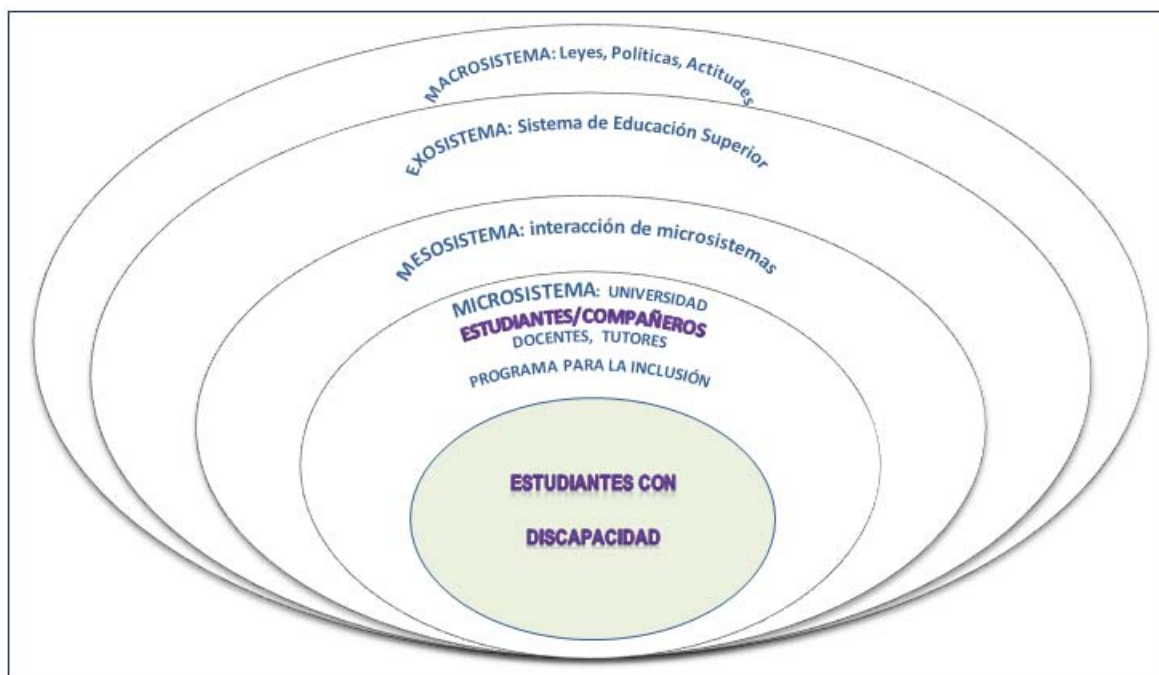 MACROSISTEMA: Leyes, Políticas, Actitudes
EXOSISTEMA: Sistema de Educación Superior
MESOSISTEMA: interacción de microsistemas
MICROSISTEMA: UNIVERSIDAD
ESTUDIANTES/COMPAÑEROS
DOCENTES, TUTORES
PROGRAMA PARA LA INCLUSIÓN
ESTUDIANTES CON
DISCAPACIDAD